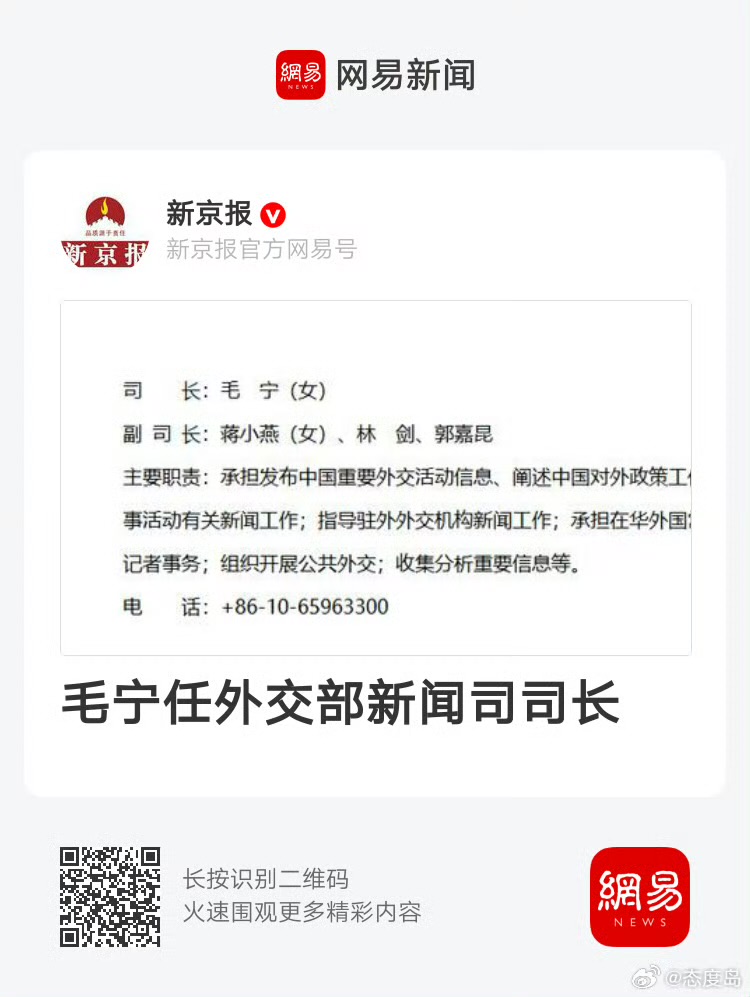 網易
NEWS
网易新闻
品质源于责任
新京报
新京报
新京报官方网易号
司 长：毛 宁（女）
副 司 长：蒋小燕（女）、林 剑、郭嘉昆
主要职责：承担发布中国重要外交活动信息、阐述中国对外政策工
事活动有关新闻工作；指导驻外外交机构新闻工作；承担在华外国
记者事务；组织开展公共外交；收集分析重要信息等。
电 话：+86-10-65963300
毛宁任外交部新闻司司长
长按识别二维码
火速围观更多精彩内容
網易
NEWS
@态度岛